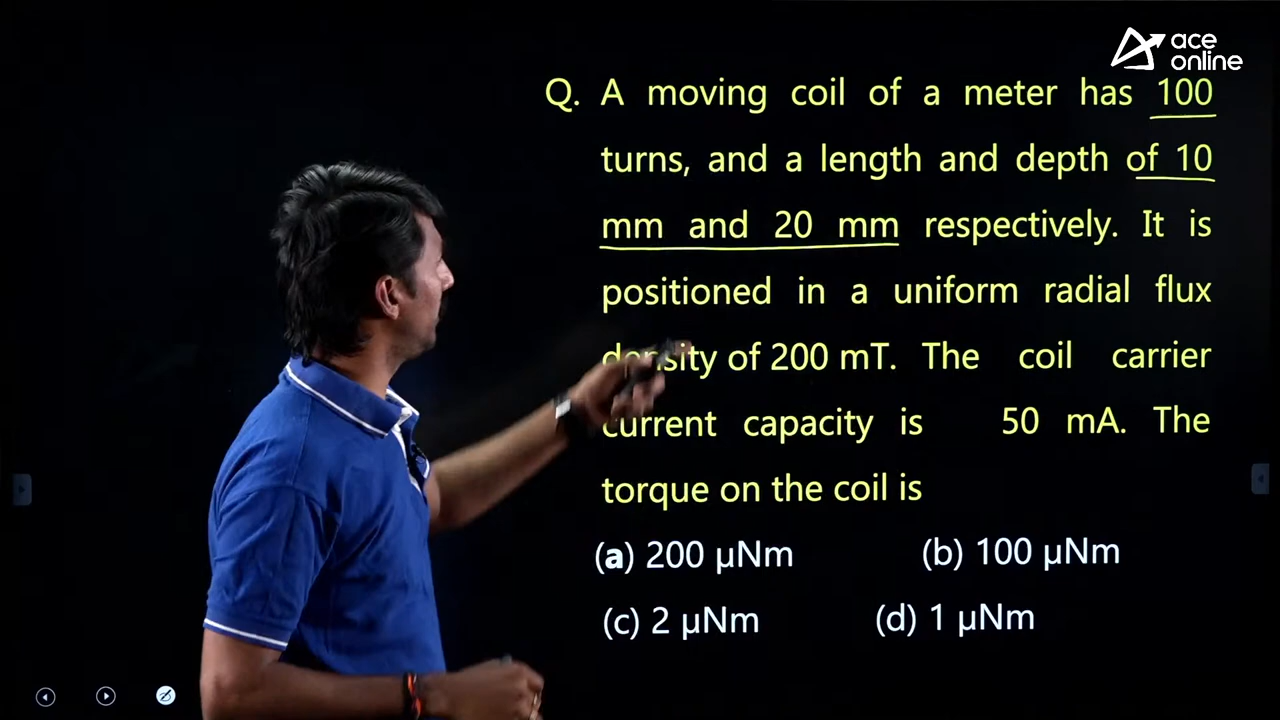 ace
online
Q. A moving coil of a meter has 100
turns, and a length and depth of 10
mm and 20 mm respectively. It is
positioned in a uniform radial flux
density of 200 mT. The coil carrier
current capacity is 50 mA. The
torque on the coil is
(a) 200 µNm (b) 100 µNm
(c) 2 µNm (d) 1 µNm